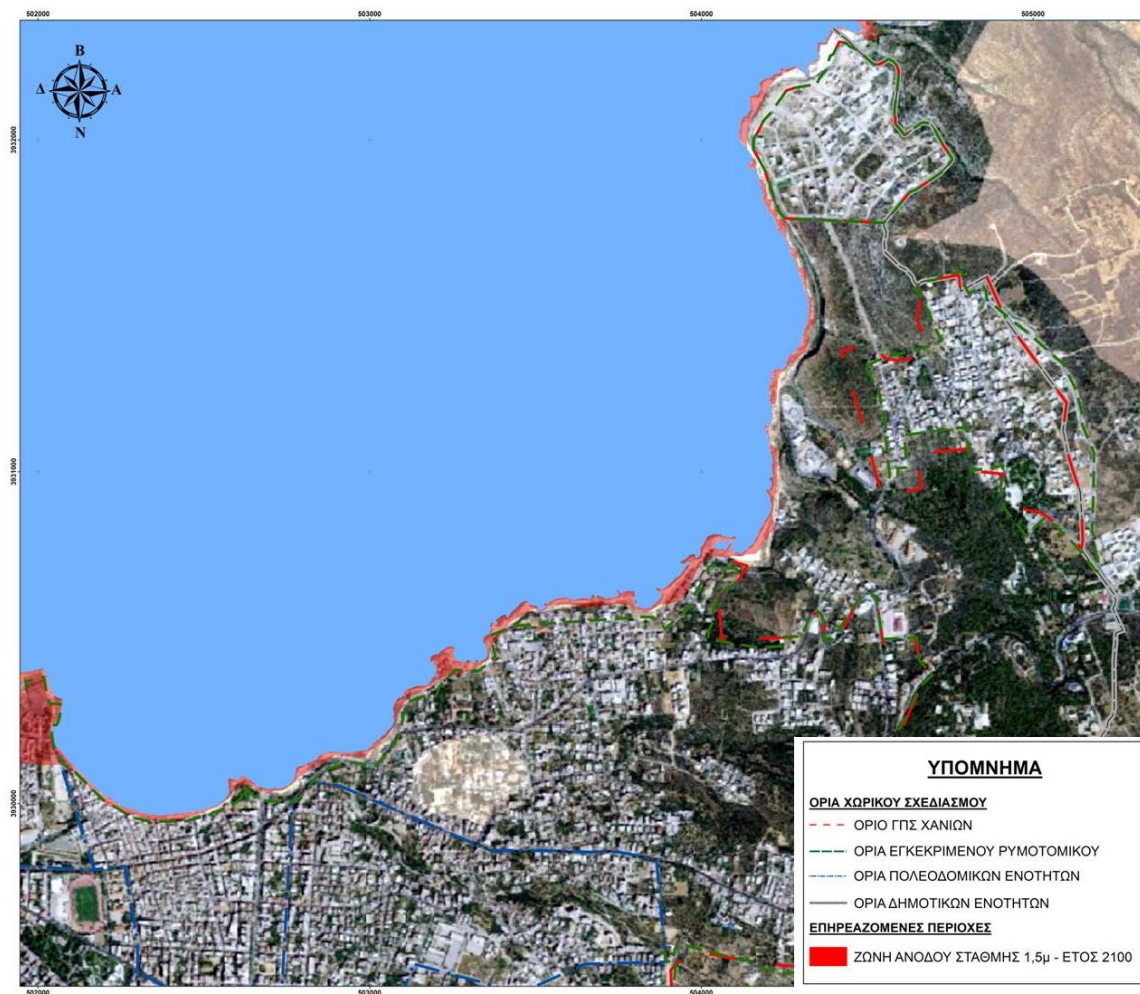 502000 503000 504000 505000
Β
Δ Α
Ν
3932000
3931000
3930000
ΥΠΟΜΝΗΜΑ
ΟΡΙΑ ΧΩΡΙΚΟΥ ΣΧΕΔΙΑΣΜΟΥ
ΟΡΙΟ ΓΠΣ ΧΑΝΙΩΝ
ΟΡΙΑ ΕΓΚΕΚΡΙΜΕΝΟΥ ΡΥΜΟΤΟΜΙΚΟΥ
ΟΡΙΑ ΠΟΛΕΟΔΟΜΙΚΩΝ ΕΝΟΤΗΤΩΝ
ΟΡΙΑ ΔΗΜΟΤΙΚΩΝ ΕΝΟΤΗΤΩΝ
ΕΠΗΡΕΑΖΟΜΕΝΕΣ ΠΕΡΙΟΧΕΣ
ΖΩΝΗ ΑΝΟΔΟΥ ΣΤΑΘΜΗΣ 1,5μ - ΕΤΟΣ 2100
502000 503000 504000